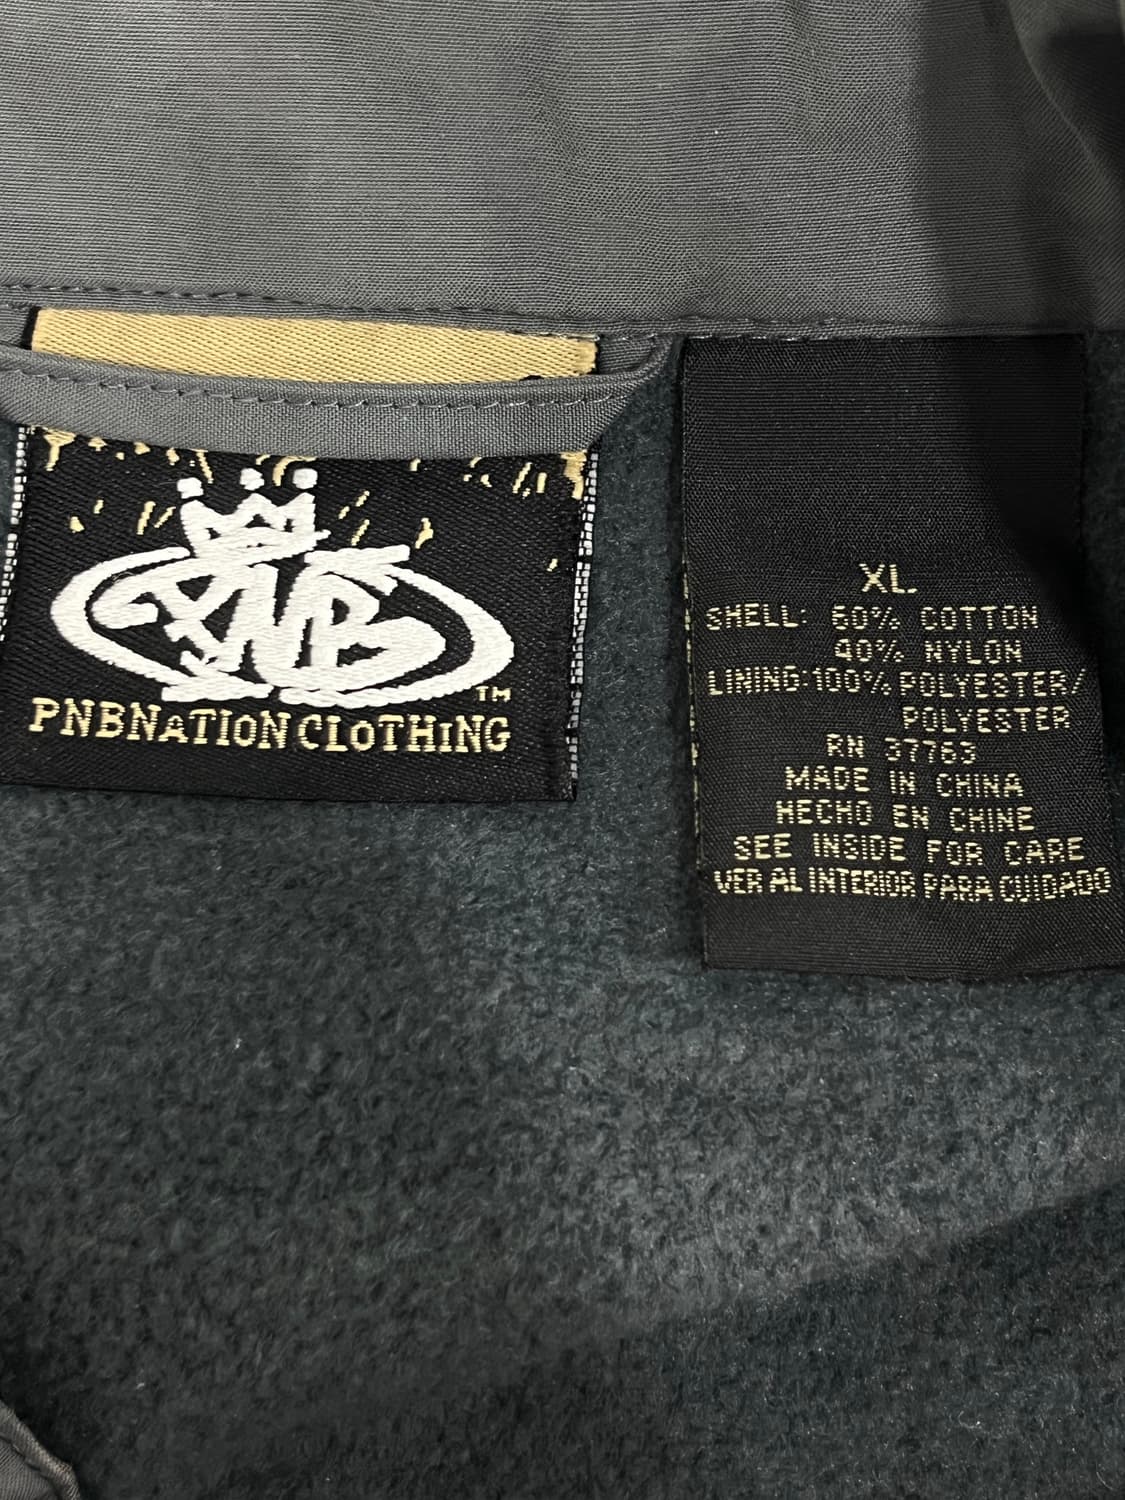 PNB
TM
PNBNATION CLOTHING
XL
SHELL: 60% COTTON
40% NYLON
LINING:100% POLYESTER/
POLYESTER
RN 37763
MADE IN CHINA
HECHO EN CHINE
SEE INSIDE FOR CARE
VER AL INTERIOR PARA CUIDADO